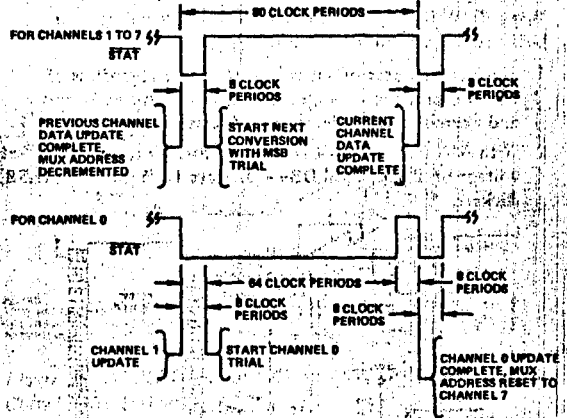 80 CLOCK PERIODS
FOR CHANNELS 1 TO 7
STAT
8 CLOCK
PERIODS
8 CLOCK
PERIODS
PREVIOUS CHANNEL
DATA UPDATE
COMPLETE,
MUX ADDRESS
DECREMENTED
START NEXT
CONVERSION
WITH MSB
TRIAL
CURRENT
CHANNEL
DATA
UPDATE
COMPLETE
FOR CHANNEL 0
STAT
64 CLOCK PERIODS
8 CLOCK
PERIODS
8 CLOCK
PERIODS
8 CLOCK
PERIODS
CHANNEL 1
UPDATE
START CHANNEL 0
TRIAL
CHANNEL 0 UPDATE
COMPLETE, MUX
ADDRESS RESET TO
CHANNEL 7